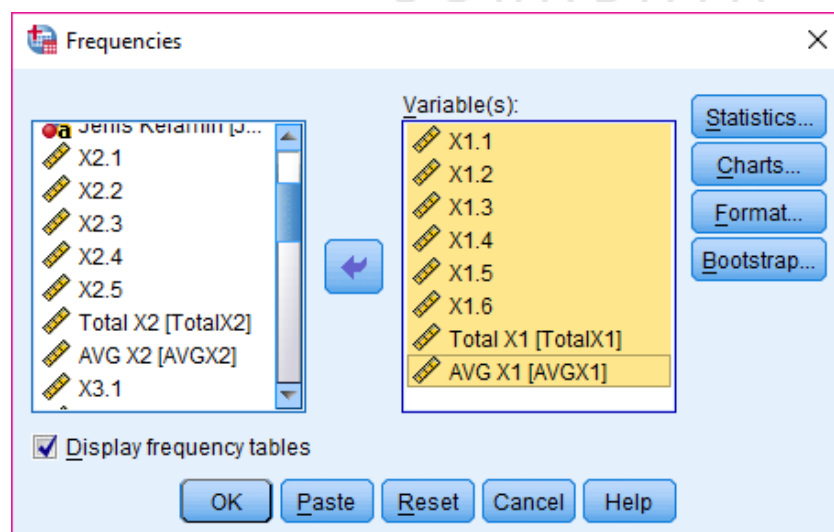 Frequencies
Variable(s):
Jenis Kelamin [J...
X2.1
X2.2
X2.3
X2.4
X2.5
Total X2 [TotalX2]
AVG X2 [AVGX2]
X3.1
X1.1
X1.2
X1.3
X1.4
X1.5
X1.6
Total X1 [TotalX1]
AVG X1 [AVGX1]
Statistics...
Charts...
Format...
Bootstrap...
Display frequency tables
OK
Paste
Reset
Cancel
Help